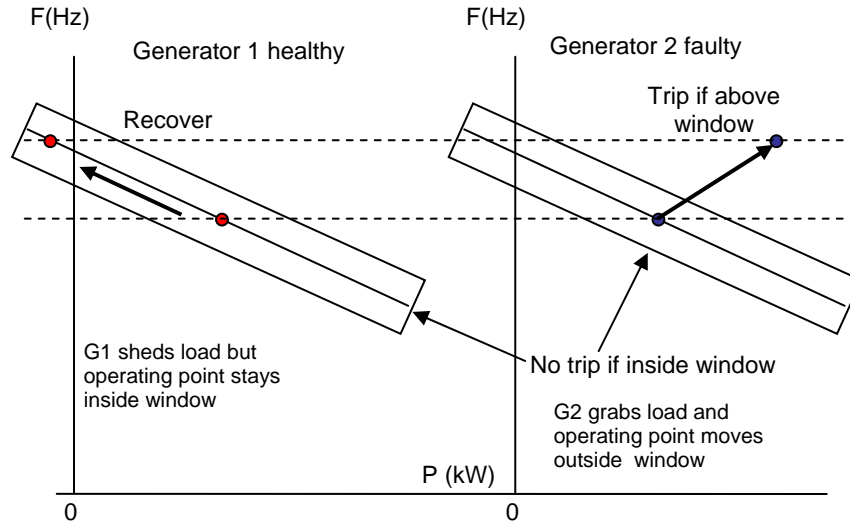 F(Hz)
Generator 1 healthy
Recover
G1 sheds load but
operating point stays
inside window
F(Hz)
Generator 2 faulty
Trip if above
window
No trip if inside window
G2 grabs load and
operating point moves
outside window
P (kW)
0
0